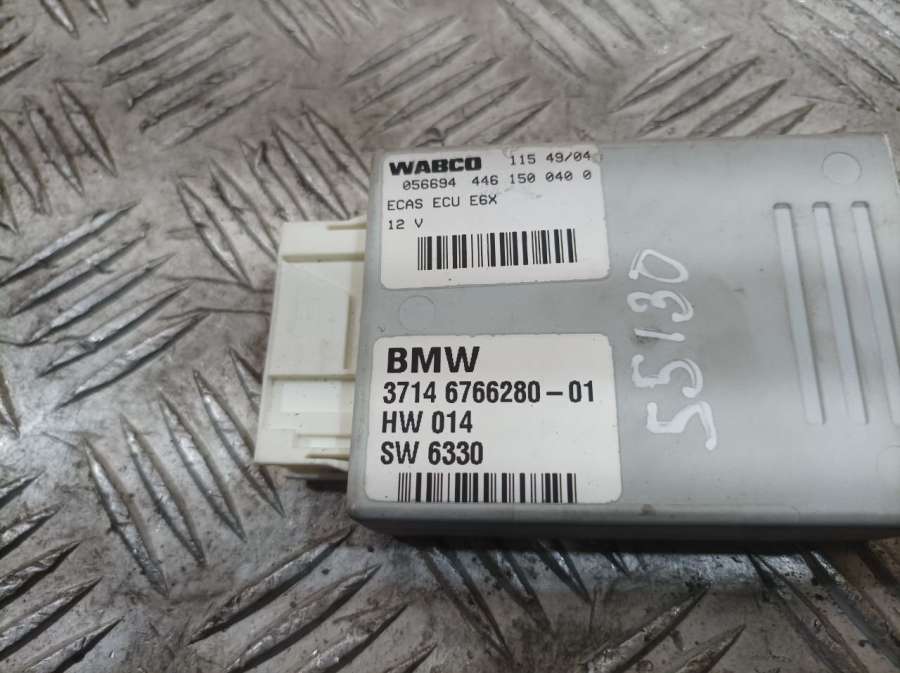 WABCO 115 49/04
056694 446 150 040 0
ECAS ECU E6X
12 V
BMW
3714 6766280-01
HW 014
SW 6330
55130